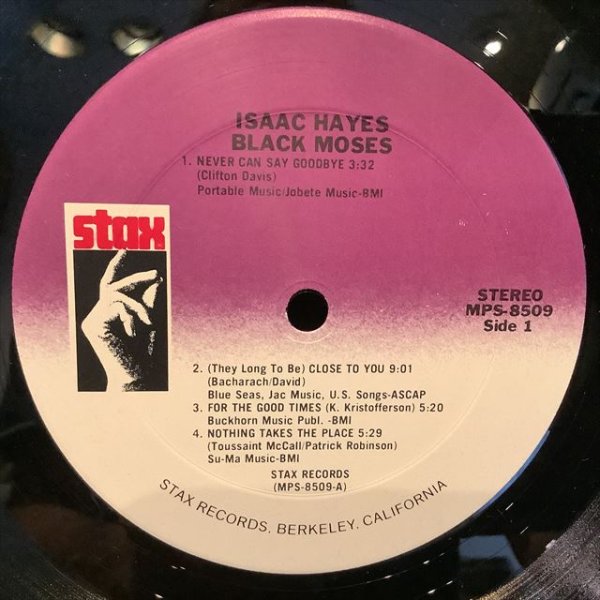 ISAAC HAYES
BLACK MOSES
1. NEVER CAN SAY GOODBYE 3:32
(Clifton Davis)
Portable Music/Jobete Music-BMI
stax
STEREO
MPS-8509
Side 1
2. (They Long To Be) CLOSE TO YOU 9:01
(Bacharach/David)
Blue Seas, Jac Music, U.S. Songs-ASCAP
3. FOR THE GOOD TIMES (K. Kristofferson) 5:20
Buckhorn Music Publ. -BMI
4. NOTHING TAKES THE PLACE 5:29
(Toussaint McCall/Patrick Robinson)
Su-Ma Music-BMI
STAX RECORDS
(MPS-8509-A)
STAX RECORDS, BERKELEY, CALIFORNIA